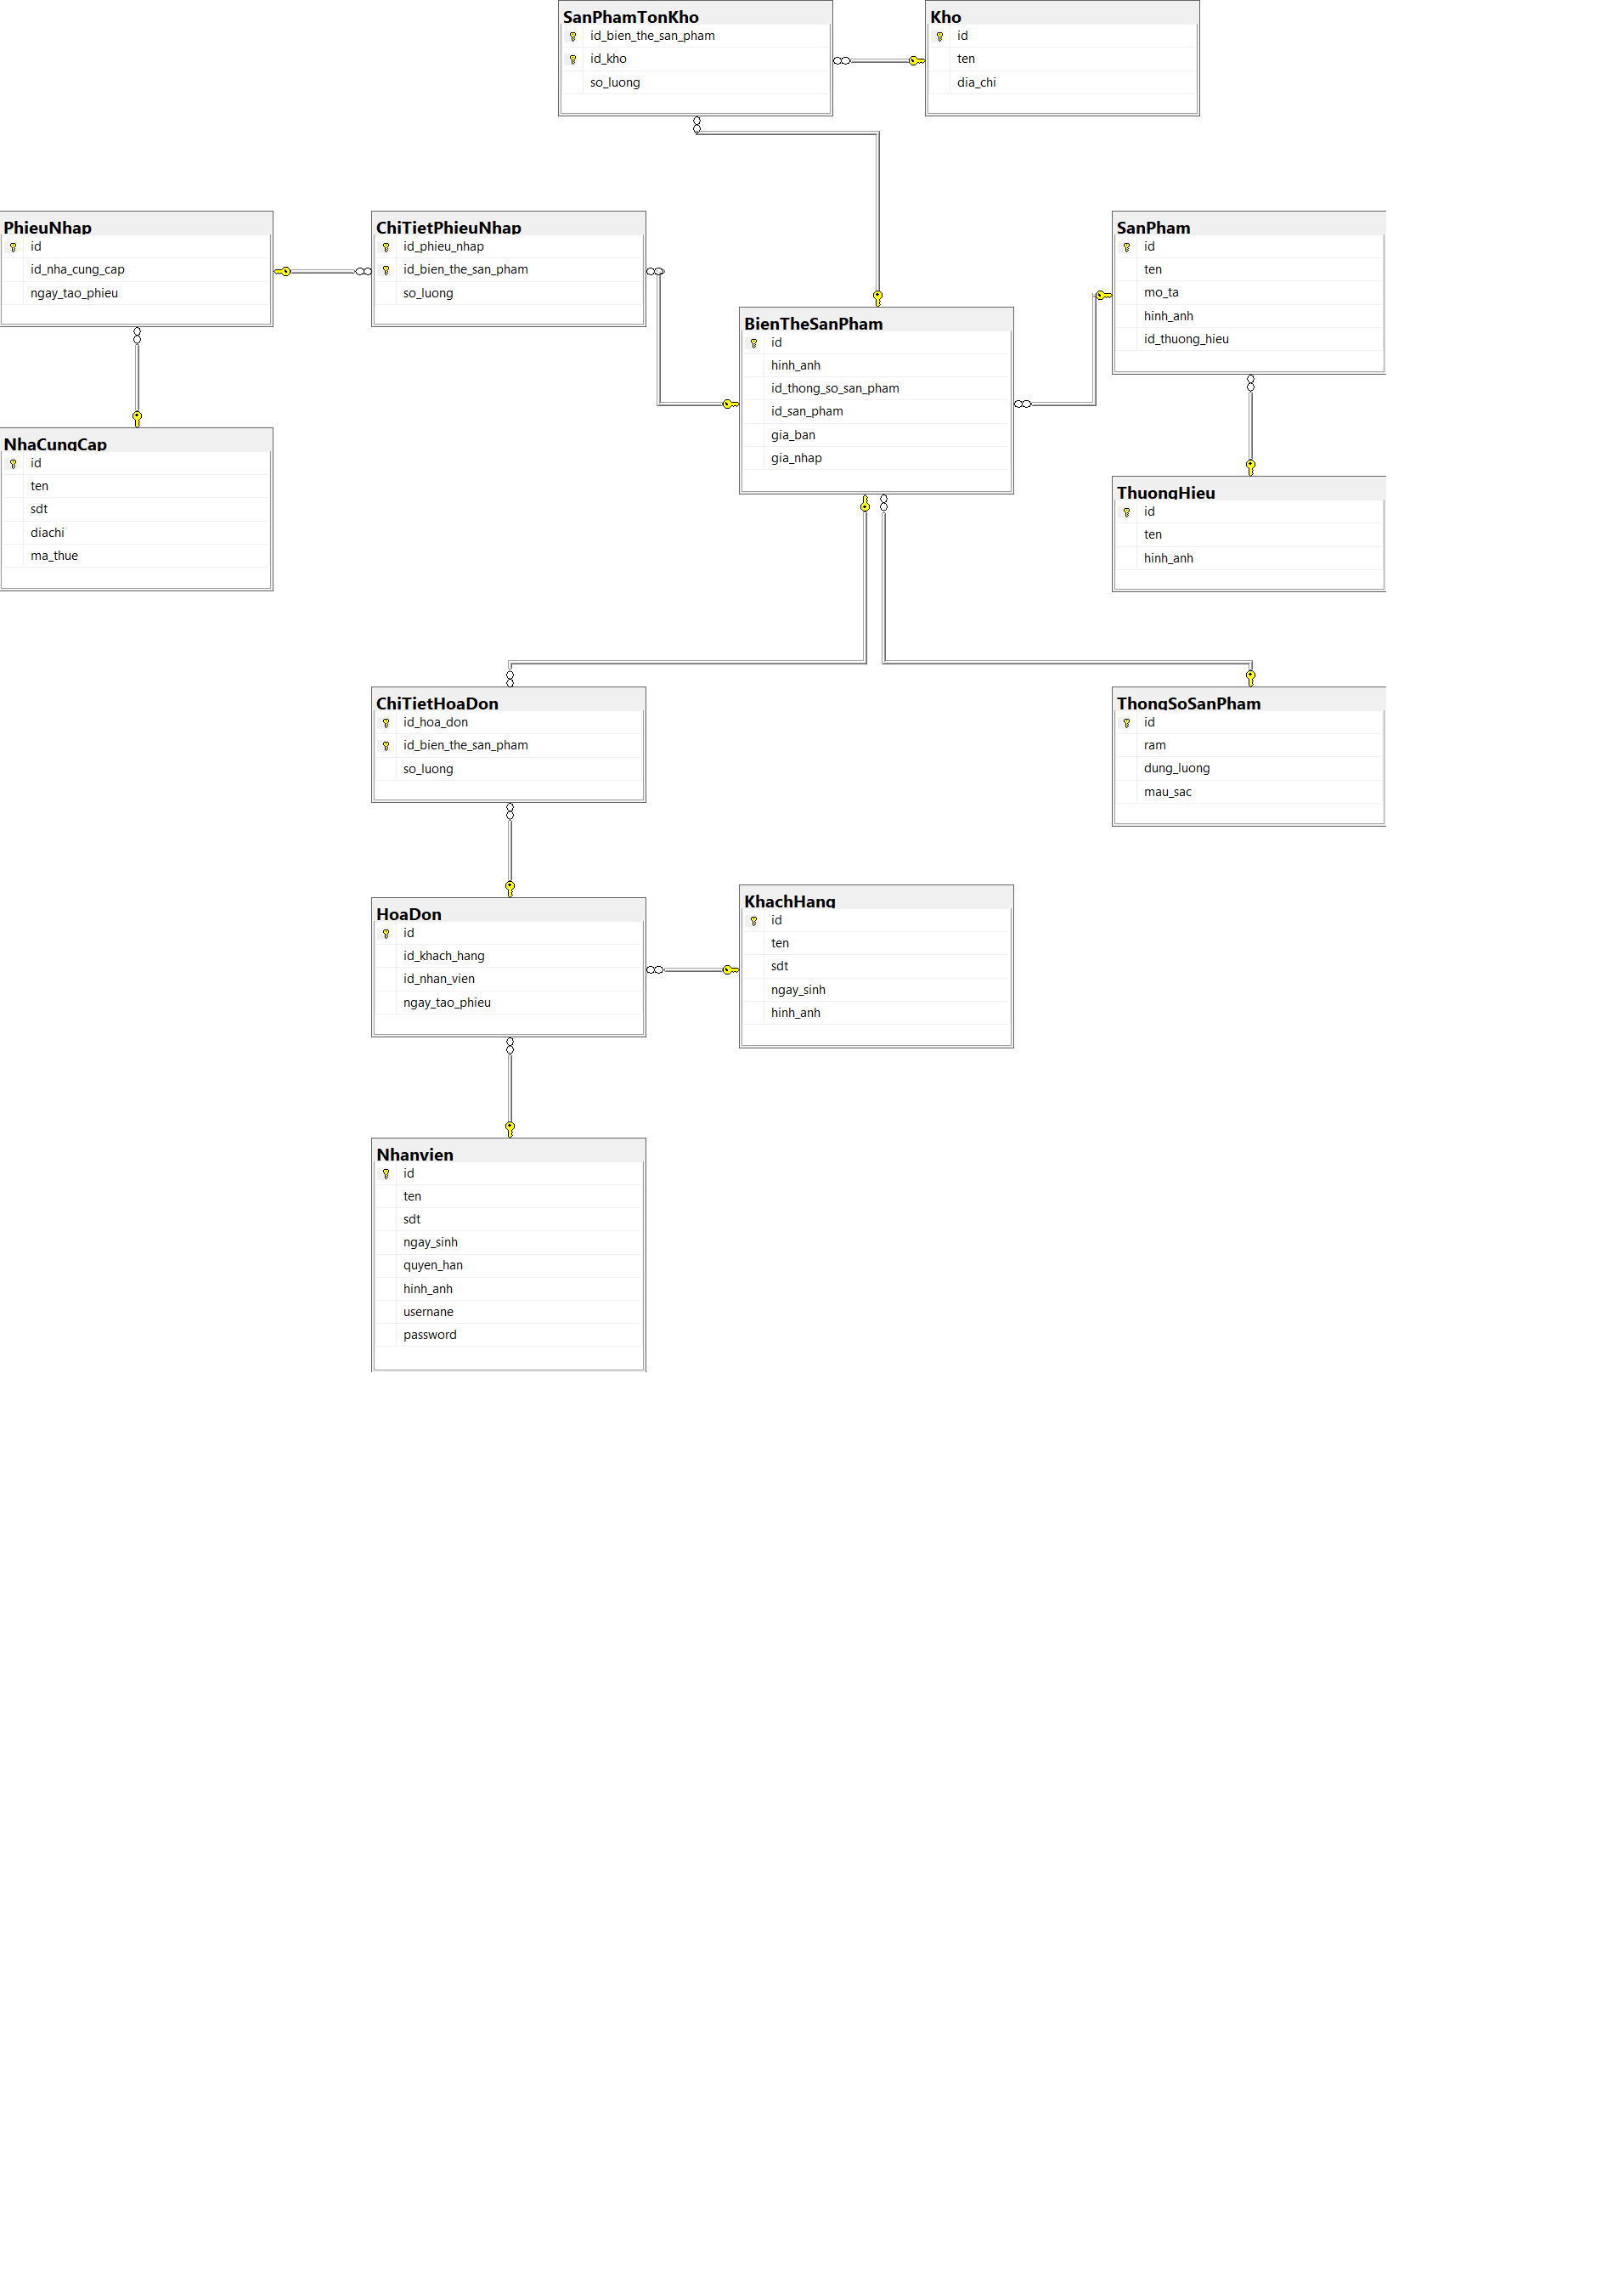 SanPhamTonKho
id_bien_the_san_pham
id_kho
so_luong
Kho
id
ten
dia_chi
PhieuNhap
id
id_nha_cung_cap
ngay_tao_phieu
ChiTietPhieuNhap
id_phieu_nhap
id_bien_the_san_pham
so_luong
SanPham
id
ten
mo_ta
hinh_anh
id_thuong_hieu
BienTheSanPham
id
hinh_anh
id_thong_so_san_pham
id_san_pham
gia_ban
gia_nhap
NhaCungCap
id
ten
sdt
diachi
ma_thue
ThuongHieu
id
ten
hinh_anh
ChiTietHoaDon
id_hoa_don
id_bien_the_san_pham
so_luong
ThongSoSanPham
id
ram
dung_luong
mau_sac
HoaDon
id
id_khach_hang
id_nhan_vien
ngay_tao_phieu
KhachHang
id
ten
sdt
ngay_sinh
hinh_anh
Nhanvien
id
ten
sdt
ngay_sinh
quyen_han
hinh_anh
usernane
password